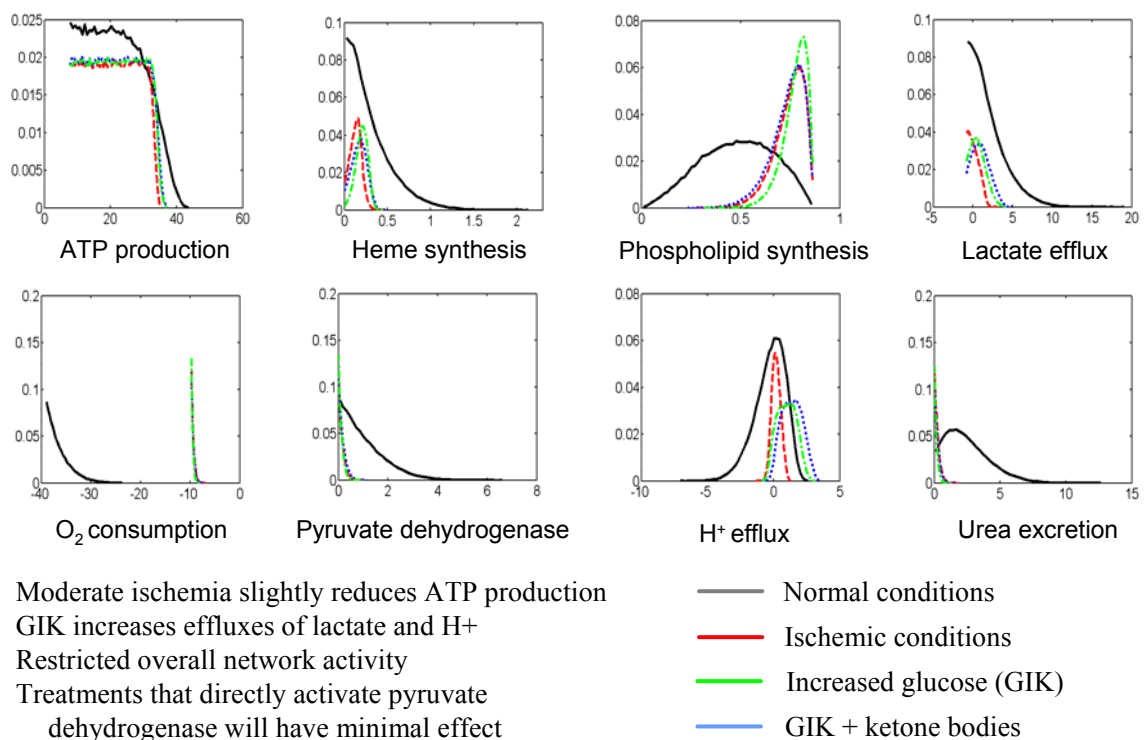 0.025
0.02
0.015
0.01
0.005
0
0 20 40 60
ATP production
0.1
0.08
0.06
0.04
0.02
0
0 0.5 1 1.5 2
Heme synthesis
0.08
0.06
0.04
0.02
0
0 0.5 1
Phospholipid synthesis
0.1
0.08
0.06
0.04
0.02
0
-5 0 5 10 15 20
Lactate efflux
0.2
0.15
0.1
0.05
0
-40 -30 -20 -10 0
O2 consumption
0.2
0.15
0.1
0.05
0
0 2 4 6 8
Pyruvate dehydrogenase
0.08
0.06
0.04
0.02
0
-10 -5 0 5
H+ efflux
0.2
0.15
0.1
0.05
0
0 5 10 15
Urea excretion
Moderate ischemia slightly reduces ATP production
GIK increases effluxes of lactate and H+
Restricted overall network activity
Treatments that directly activate pyruvate
dehydrogenase will have minimal effect
Normal conditions
Ischemic conditions
Increased glucose (GIK)
GIK + ketone bodies